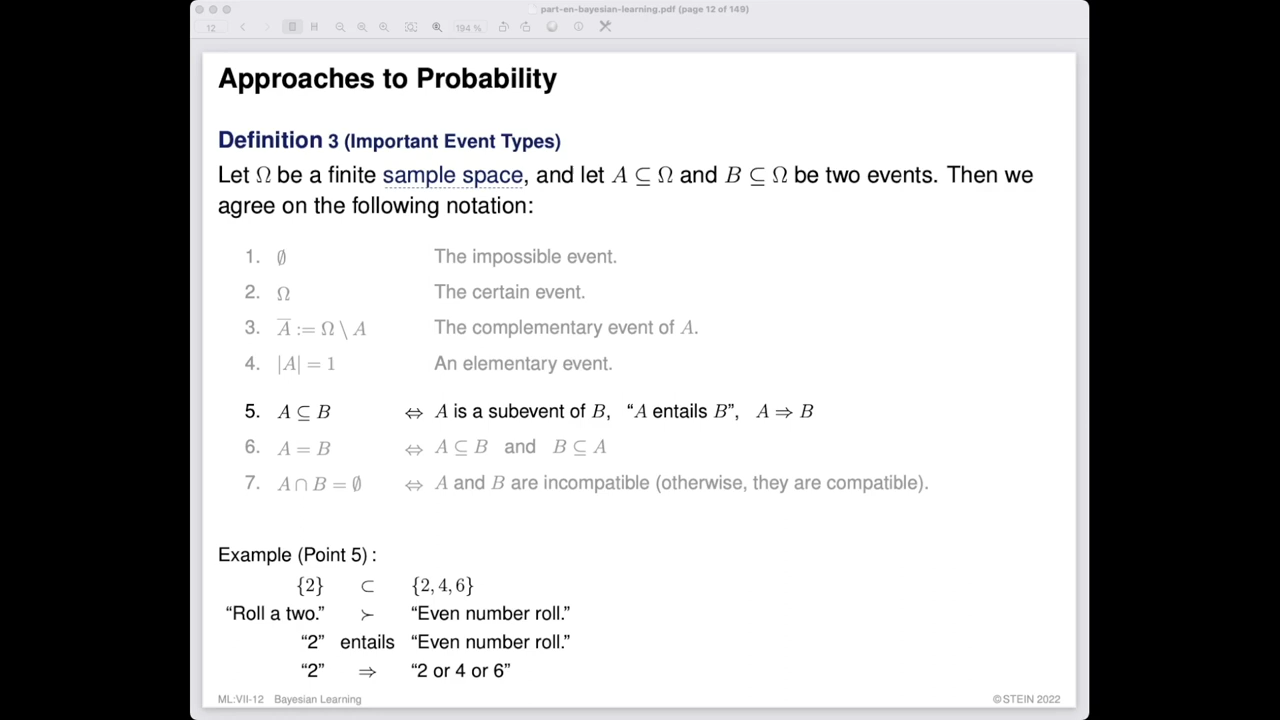 part-en-bayesian-learning.pdf (page 12 of 149)
12
194 %
Approaches to Probability
Definition 3 (Important Event Types)
Let Ω be a finite sample space, and let A ⊆ Ω and B ⊆ Ω be two events. Then we
agree on the following notation:
1. ∅ The impossible event.
2. Ω The certain event.
3. A̅ := Ω \ A The complementary event of A.
4. |A| = 1 An elementary event.
5. A ⊆ B ⇔ A is a subevent of B, “A entails B”, A ⇒ B
6. A = B ⇔ A ⊆ B and B ⊆ A
7. A ∩ B = ∅ ⇔ A and B are incompatible (otherwise, they are compatible).
Example (Point 5) :
{2} ⊂ {2, 4, 6}
“Roll a two.” ≻ “Even number roll.”
“2” entails “Even number roll.”
“2” ⇒ “2 or 4 or 6”
ML:VII-12 Bayesian Learning ©STEIN 2022